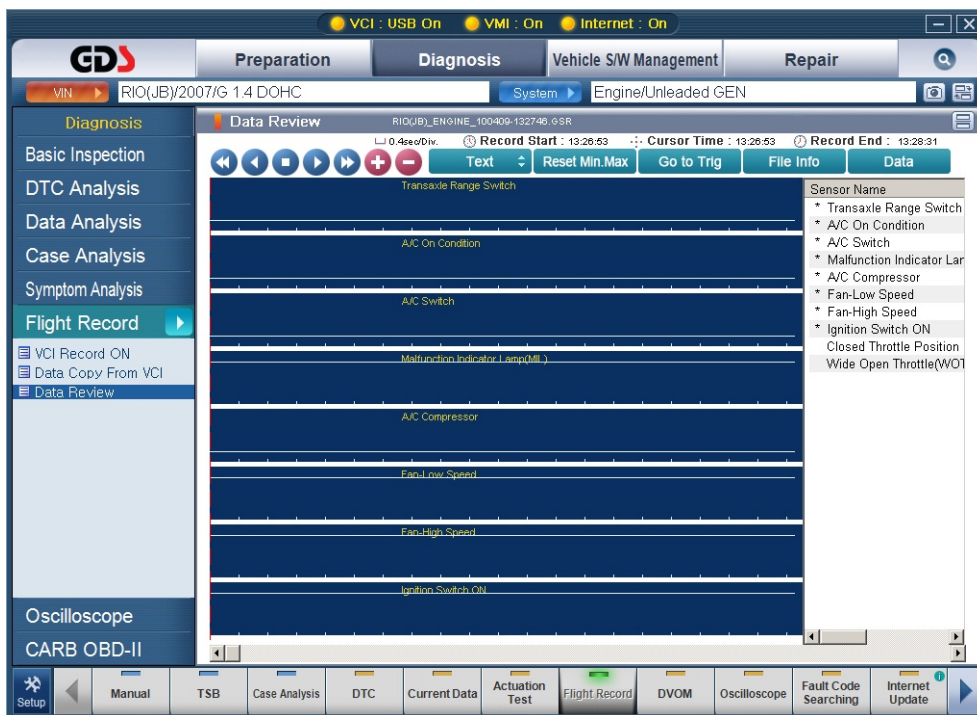 VCI : USB On VMI : On Internet : On
GDS
Preparation
Diagnosis
Vehicle S/W Management
Repair
VIN
RIO(JB)/2007/G 1.4 DOHC
System
Engine/Unleaded GEN
Diagnosis
Basic Inspection
DTC Analysis
Data Analysis
Case Analysis
Symptom Analysis
Flight Record
VCI Record ON
Data Copy From VCI
Data Review
Oscilloscope
CARB OBD-II
Data Review
RIO(JB)_ENGINE_100409-132746.GSR
0.4sec/Div. Record Start : 13:26:53 Cursor Time : 13:26:53 Record End : 13:28:31
Text
Reset Min.Max
Go to Trig
File Info
Data
Transaxle Range Switch
A/C On Condition
A/C Switch
Malfunction Indicator Lamp(MIL)
A/C Compressor
Fan-Low Speed
Fan-High Speed
Ignition Switch ON
Sensor Name
* Transaxle Range Switch
* A/C On Condition
* A/C Switch
* Malfunction Indicator Lar
* A/C Compressor
* Fan-Low Speed
* Fan-High Speed
* Ignition Switch ON
Closed Throttle Position
Wide Open Throttle(WOT
Setup
Manual
TSB
Case Analysis
DTC
Current Data
Actuation
Test
Flight Record
DVOM
Oscilloscope
Fault Code
Searching
Internet
Update